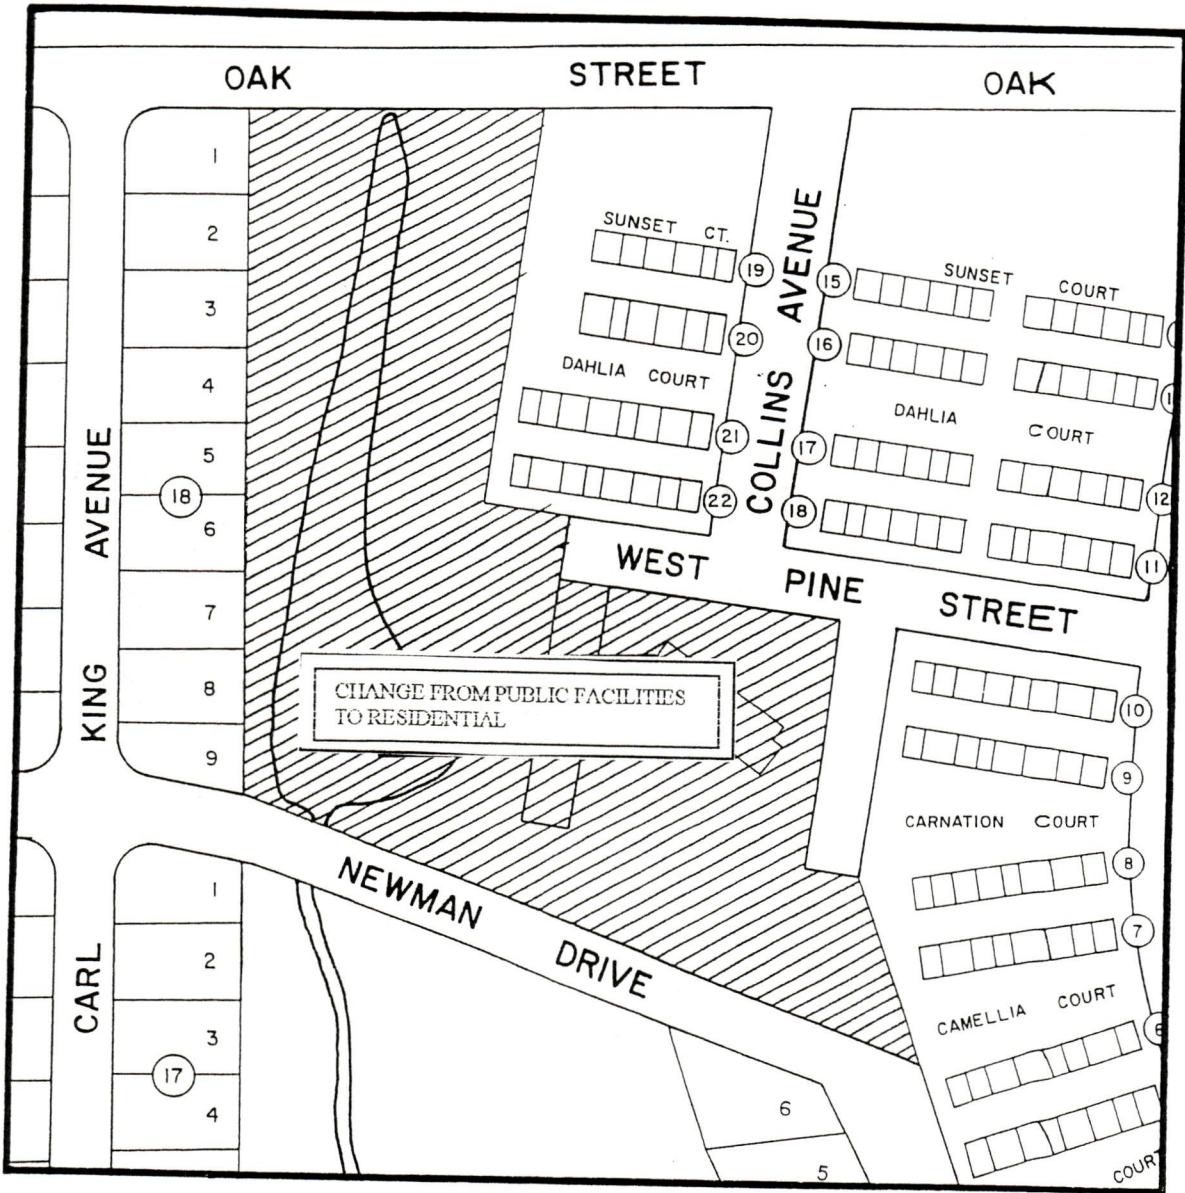 OAK STREET OAK
1
2
3
4
5
18
6
7
8
9
KING AVENUE
SUNSET CT.
19
20
DAHLIA COURT
21
22
COLLINS AVENUE
15
SUNSET COURT
16
DAHLIA COURT
17
12
18
11
WEST PINE STREET
CHANGE FROM PUBLIC FACILITIES
TO RESIDENTIAL
10
9
CARNATION COURT
8
7
CAMELLIA COURT
COURT
NEWMAN DRIVE
CARL
1
2
3
17
4
6
5